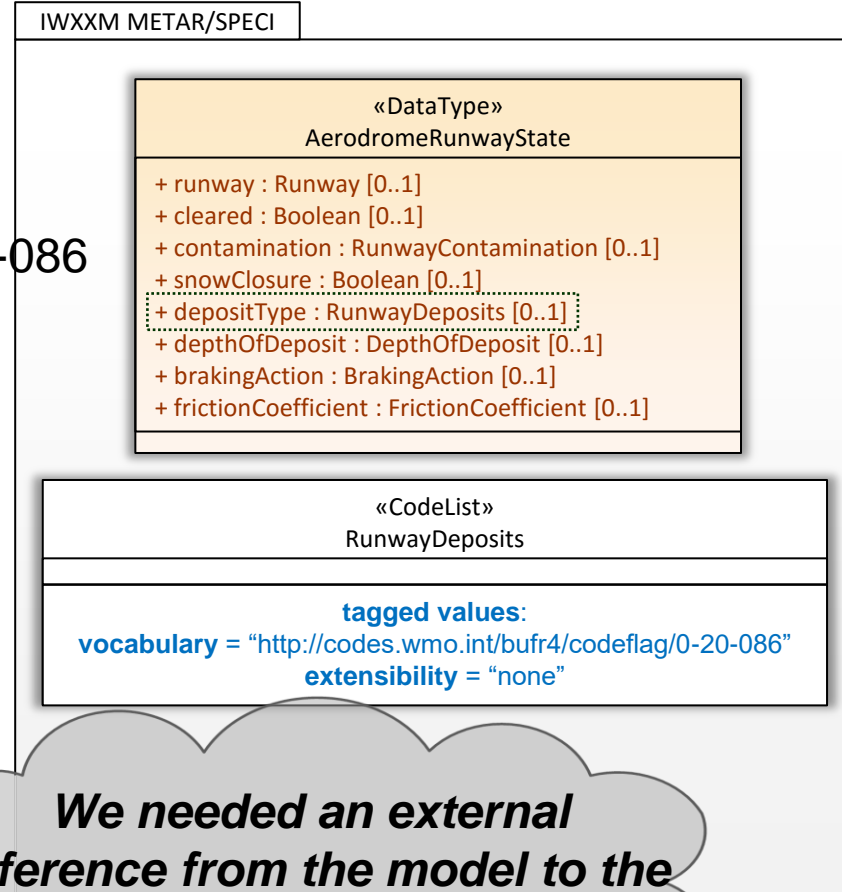 IWXXM METAR/SPECI
«DataType»
AerodromeRunwayState
+ runway : Runway [0..1]
+ cleared : Boolean [0..1]
-086
+ contamination : RunwayContamination [0..1]
+ snowClosure : Boolean [0..1]
+ depositType : RunwayDeposits [0..1]
+ depthOfDeposit : DepthOfDeposit [0..1]
+ brakingAction : BrakingAction [0..1]
+ frictionCoefficient : FrictionCoefficient [0..1]
«CodeList»
RunwayDeposits
tagged values:
vocabulary = “http://codes.wmo.int/bufr4/codeflag/0-20-086”
extensibility = “none”
We needed an external
ference from the model to the